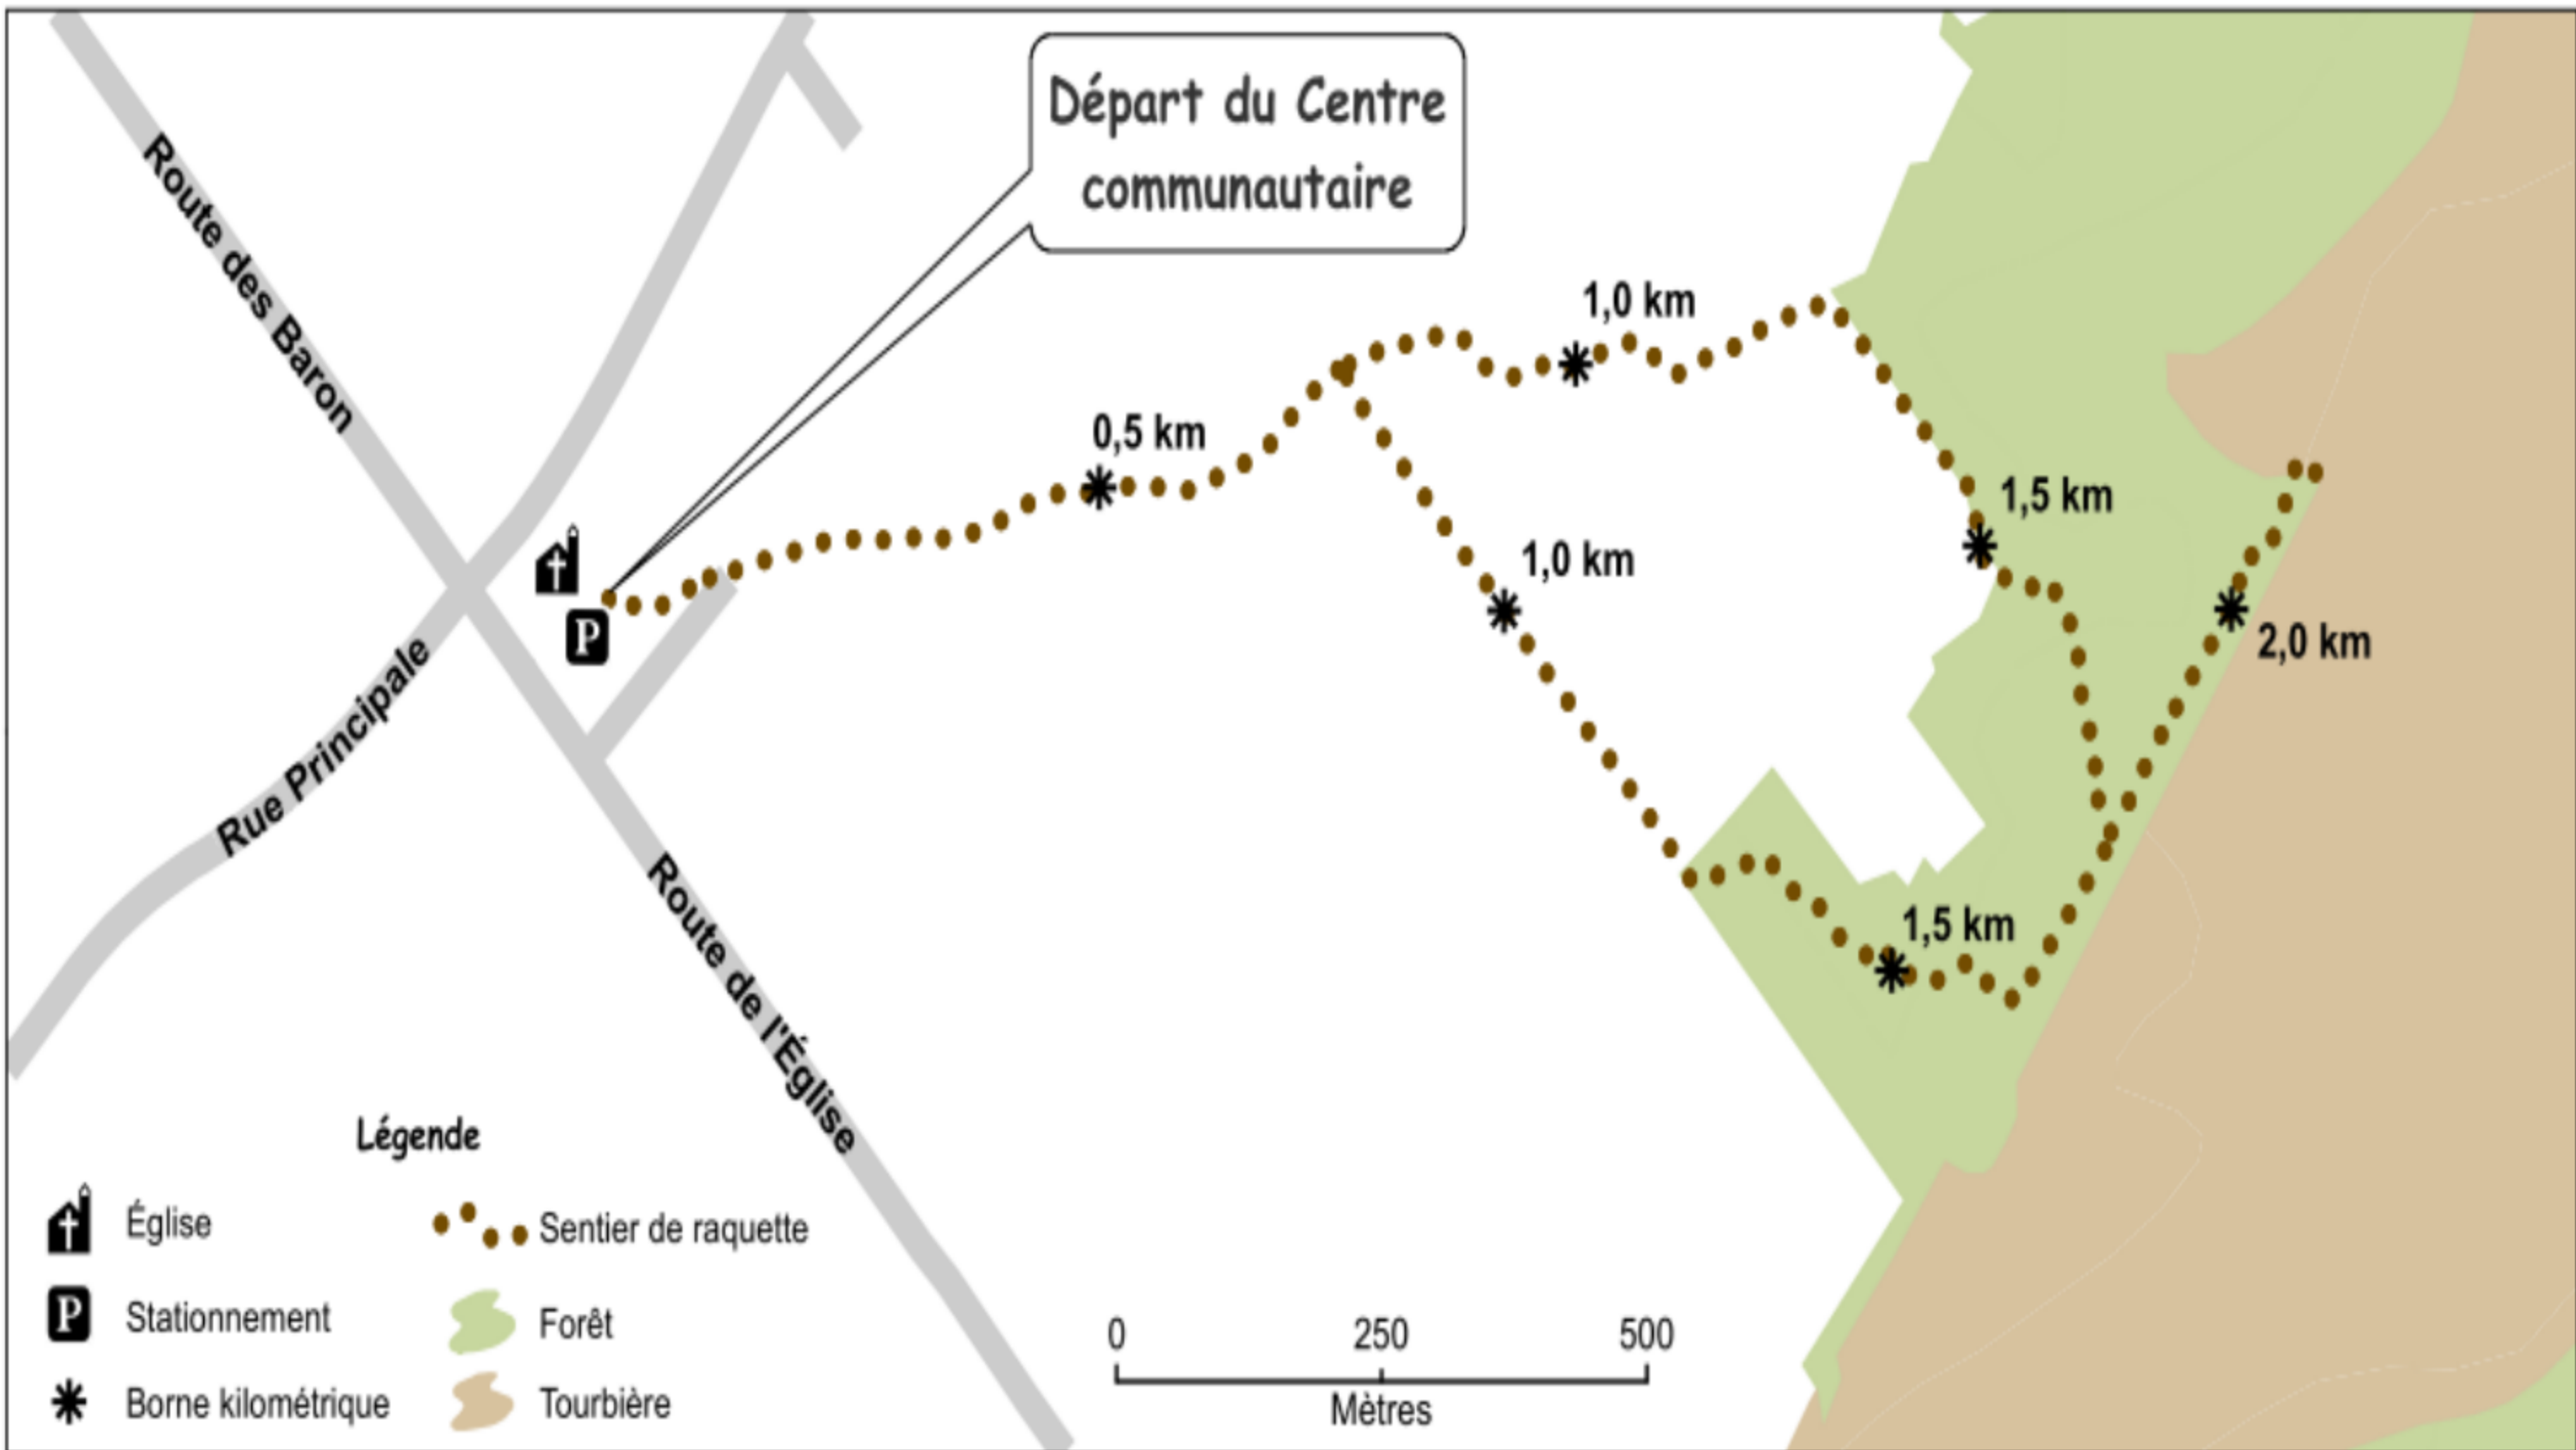 Départ du Centre
communautaire
Route des Baron
1,0 km
0,5 km
1,5 km
1,0 km
2,0 km
P
Rue Principale
1,5 km
Route de l'Église
Légende
Église
Sentier de raquette
P
Stationnement
Forêt
Borne kilométrique
Tourbière
0 250 500
Mètres